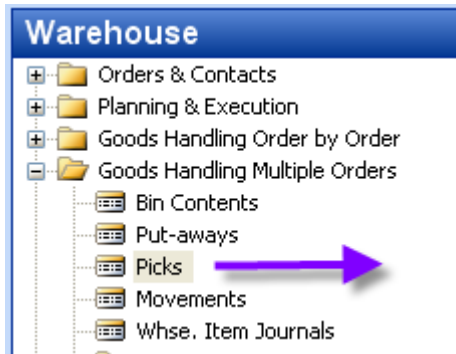 Warehouse
Orders & Contacts
Planning & Execution
Goods Handling Order by Order
Goods Handling Multiple Orders
Bin Contents
Put-aways
Picks
Movements
Whse. Item Journals